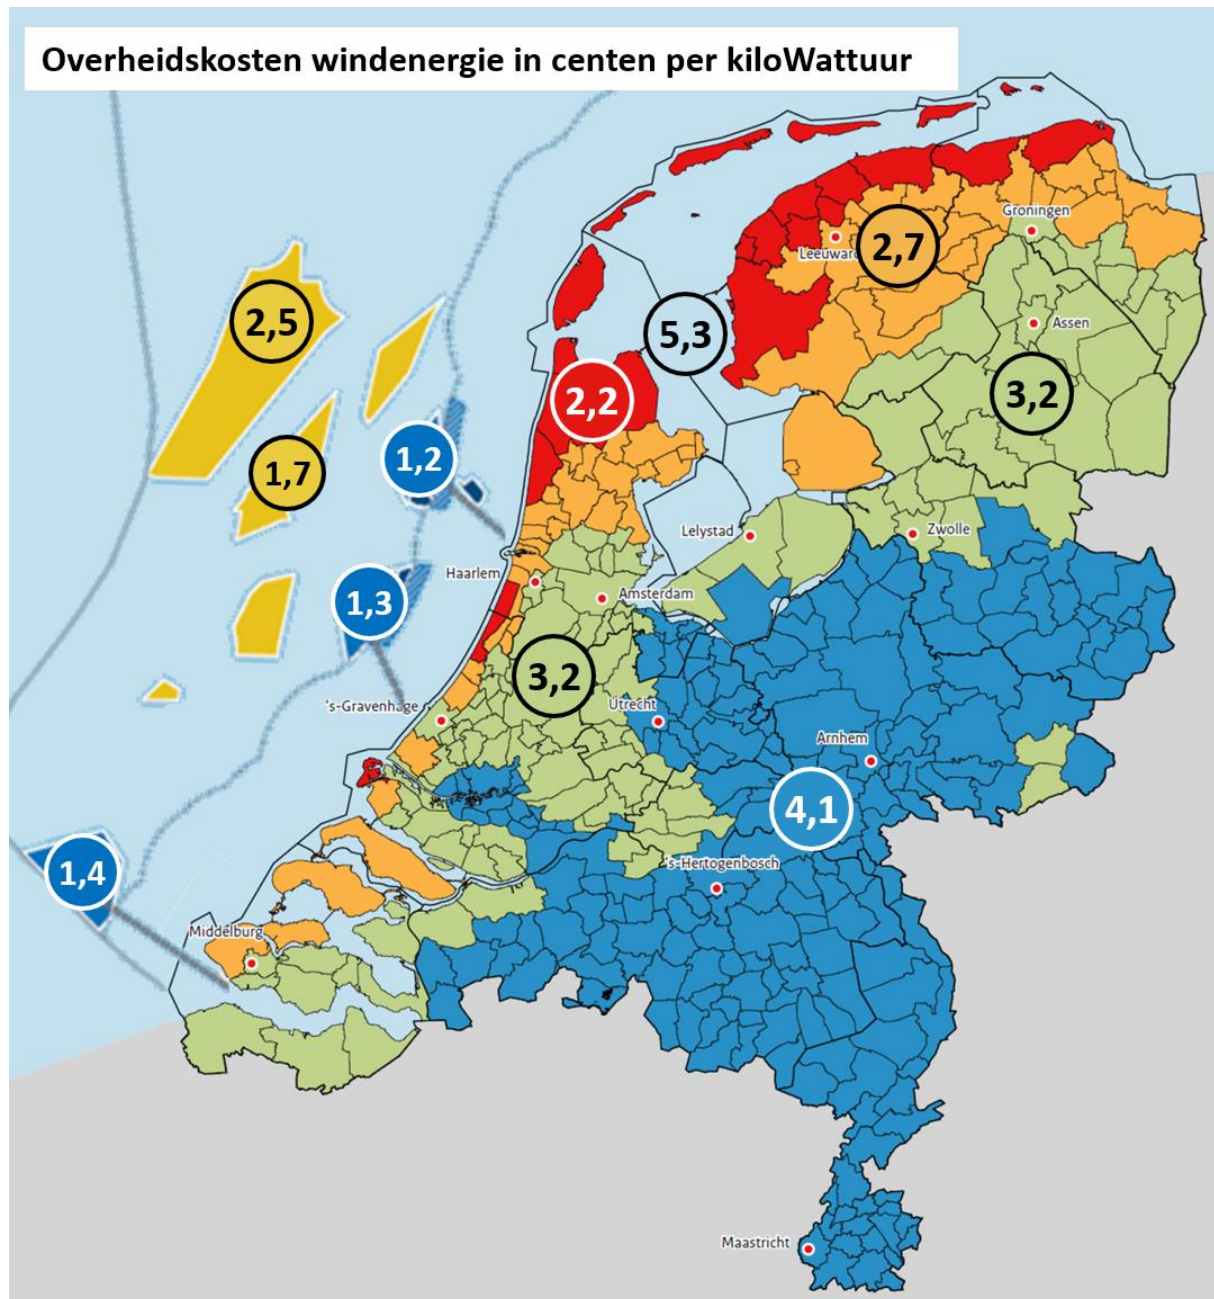 Overheidskosten windenergie in centen per kiloWattuur
Groningen
2,7
Leeuwar
2,5
5,3
Assen
3,2
2,2
1,2
1,7
Lelystad
Zwolle
Haarlem
1,3
Amsterdam
3,2
's-Gravenhage
Utrecht
Arnhem
4,1
's-Hertogenbosch
1,4
Middelburg
Maastricht